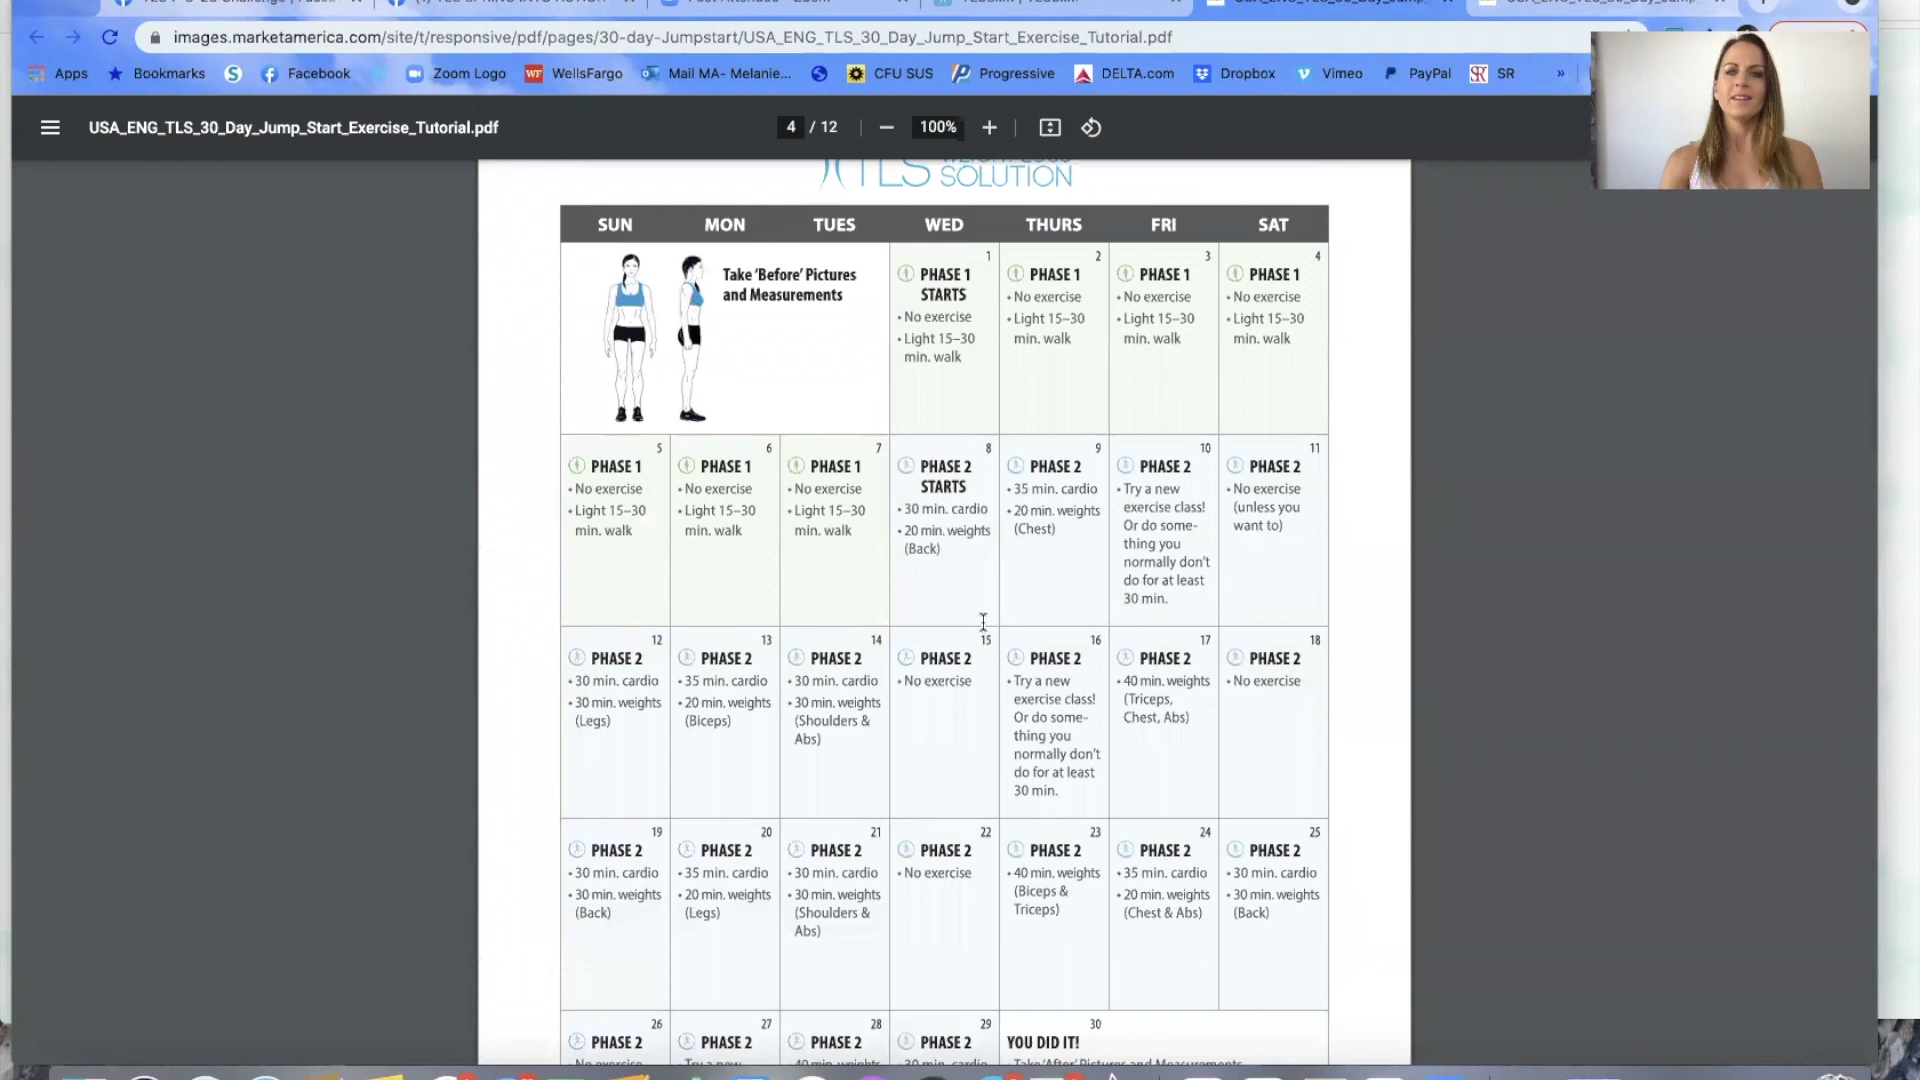 images.marketamerica.com/site/t/responsive/pdf/pages/30-day-Jumpstart/USA_ENG_TLS_30_Day_Jump_Start_Exercise_Tutorial.pdf
Apps Bookmarks Facebook Zoom Logo WellsFargo Mail MA- Melanie... CFU SUS Progressive DELTA.com Dropbox Vimeo PayPal SR »
USA_ENG_TLS_30_Day_Jump_Start_Exercise_Tutorial.pdf
4 / 12
100%
TLS
SOLUTION
SUN MON TUES WED THURS FRI SAT
Take 'Before' Pictures
and Measurements
1
PHASE 1
STARTS
• No exercise
• Light 15–30
min. walk
2
PHASE 1
• No exercise
• Light 15–30
min. walk
3
PHASE 1
• No exercise
• Light 15–30
min. walk
4
PHASE 1
• No exercise
• Light 15–30
min. walk
5
PHASE 1
• No exercise
• Light 15–30
min. walk
6
PHASE 1
• No exercise
• Light 15–30
min. walk
7
PHASE 1
• No exercise
• Light 15–30
min. walk
8
PHASE 2
STARTS
• 30 min. cardio
• 20 min. weights
(Back)
9
PHASE 2
• 35 min. cardio
• 20 min. weights
(Chest)
10
PHASE 2
• Try a new
exercise class!
Or do some-
thing you
normally don't
do for at least
30 min.
11
PHASE 2
• No exercise
(unless you
want to)
12
PHASE 2
• 30 min. cardio
• 30 min. weights
(Legs)
13
PHASE 2
• 35 min. cardio
• 20 min. weights
(Biceps)
14
PHASE 2
• 30 min. cardio
• 30 min. weights
(Shoulders &
Abs)
15
PHASE 2
• No exercise
16
PHASE 2
• Try a new
exercise class!
Or do some-
thing you
normally don't
do for at least
30 min.
17
PHASE 2
• 40 min. weights
(Triceps,
Chest, Abs)
18
PHASE 2
• No exercise
19
PHASE 2
• 30 min. cardio
• 30 min. weights
(Back)
20
PHASE 2
• 35 min. cardio
• 20 min. weights
(Legs)
21
PHASE 2
• 30 min. cardio
• 30 min. weights
(Shoulders &
Abs)
22
PHASE 2
• No exercise
23
PHASE 2
• 40 min. weights
(Biceps &
Triceps)
24
PHASE 2
• 35 min. cardio
• 20 min. weights
(Chest & Abs)
25
PHASE 2
• 30 min. cardio
• 30 min. weights
(Back)
26
PHASE 2
27
PHASE 2
28
PHASE 2
29
PHASE 2
30
YOU DID IT!
Take 'After' Pictures and Measurements